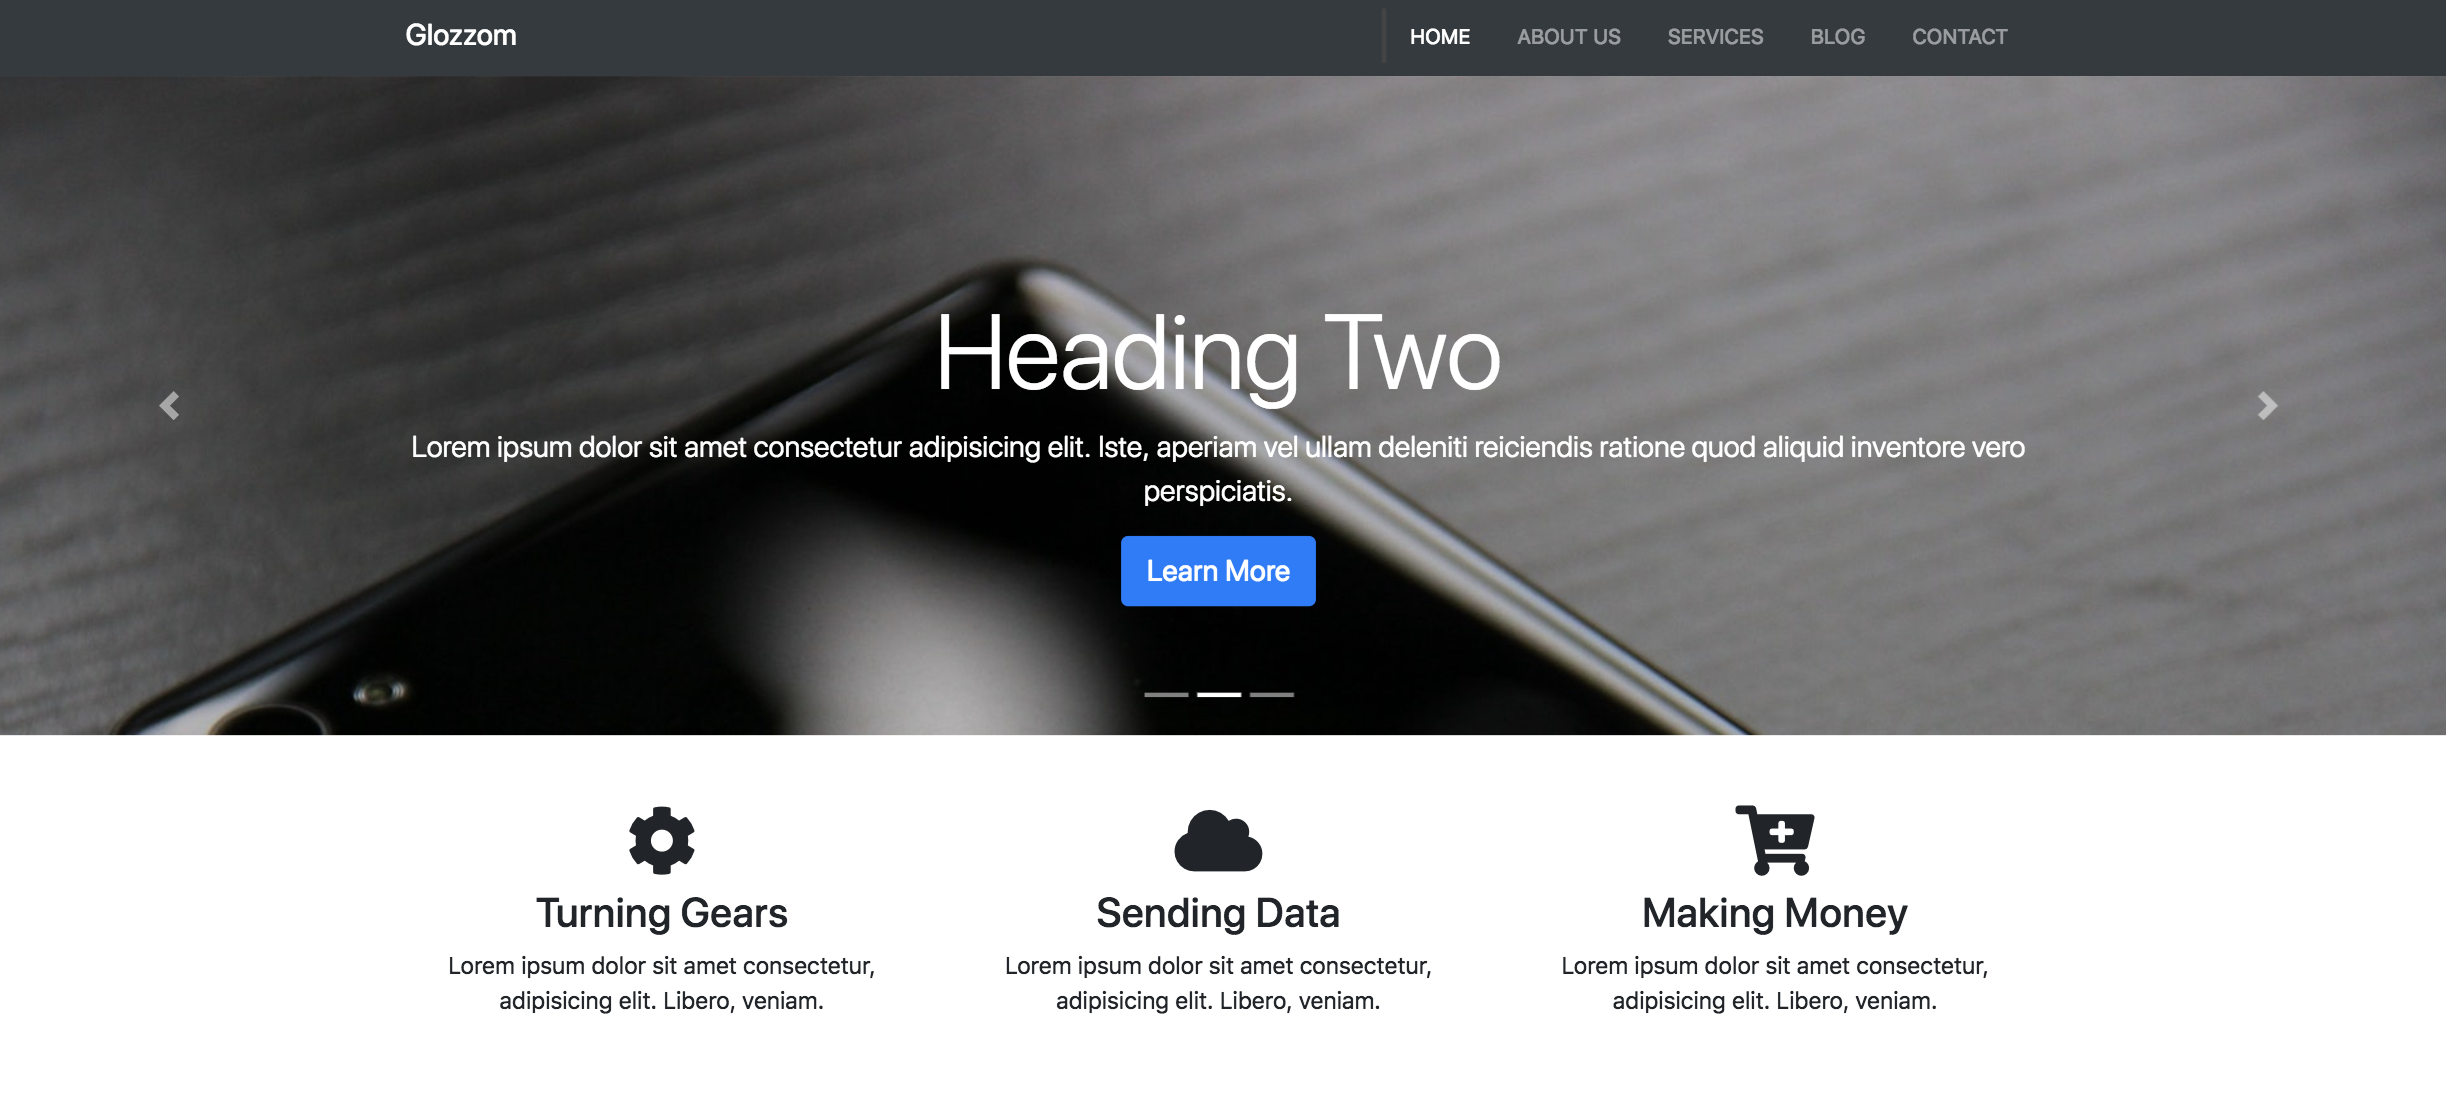 Glozzom
HOME ABOUT US SERVICES BLOG CONTACT
Heading Two
Lorem ipsum dolor sit amet consectetur adipisicing elit. Iste, aperiam vel ullam deleniti reiciendis ratione quod aliquid inventore vero
perspiciatis.
Learn More
Turning Gears
Lorem ipsum dolor sit amet consectetur,
adipisicing elit. Libero, veniam.
Sending Data
Lorem ipsum dolor sit amet consectetur,
adipisicing elit. Libero, veniam.
Making Money
Lorem ipsum dolor sit amet consectetur,
adipisicing elit. Libero, veniam.